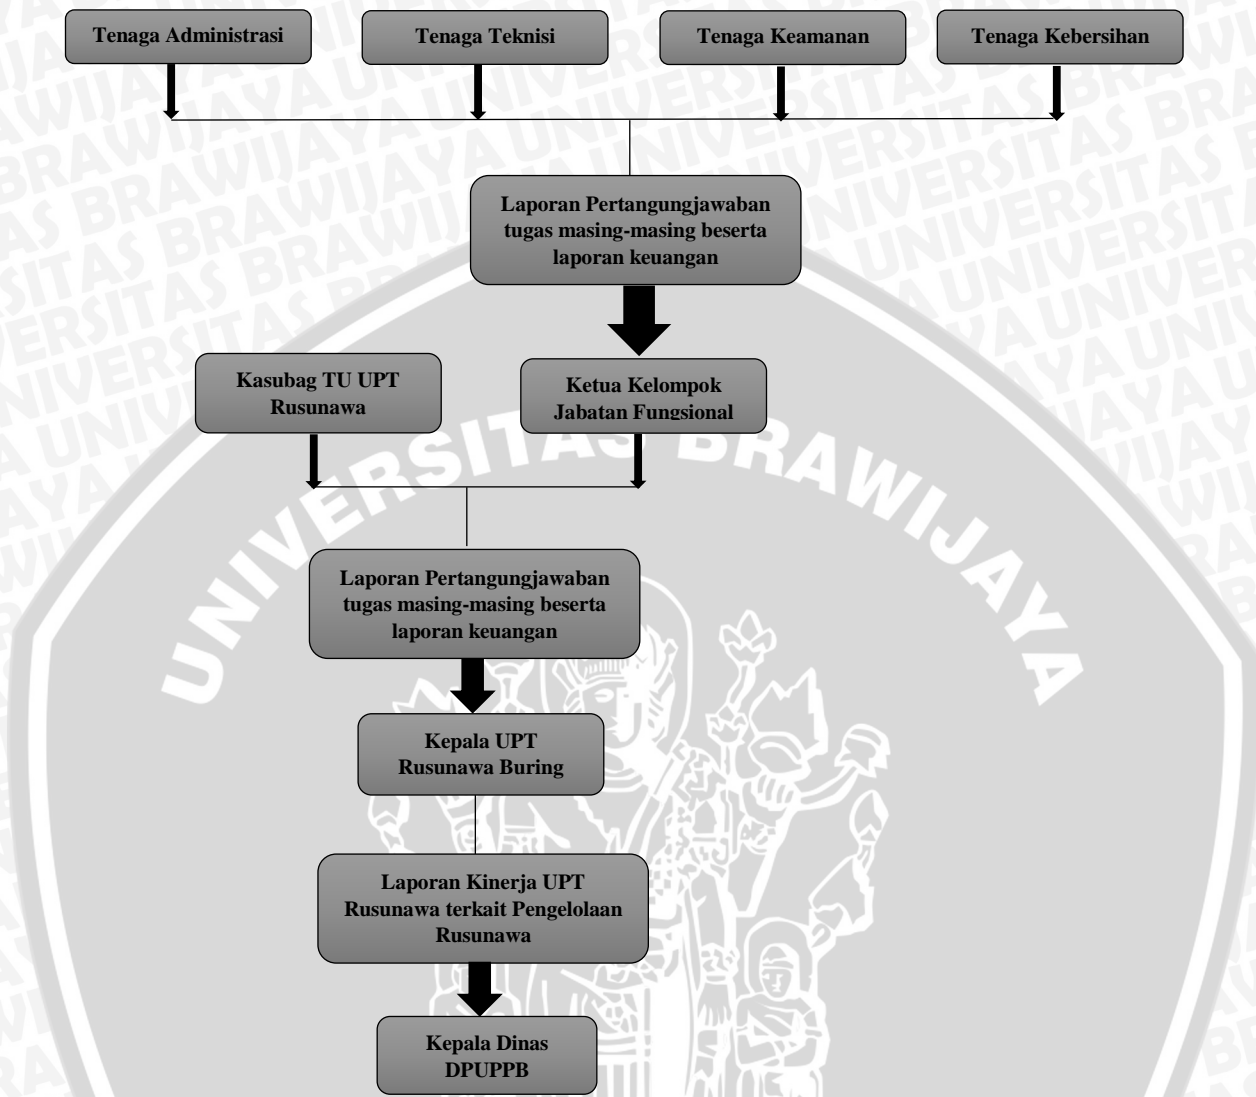 Tenaga Administrasi
Tenaga Teknisi
Tenaga Keamanan
Tenaga Kebersihan
Laporan Pertangungjawaban
tugas masing-masing beserta
laporan keuangan
Kasubag TU UPT
Rusunawa
Ketua Kelompok
Jabatan Fungsional
UNIVERSITAS BRAWIJAYA
Laporan Pertangungjawaban
tugas masing-masing beserta
laporan keuangan
Kepala UPT
Rusunawa Buring
Laporan Kinerja UPT
Rusunawa terkait Pengelolaan
Rusunawa
Kepala Dinas
DPUPPB